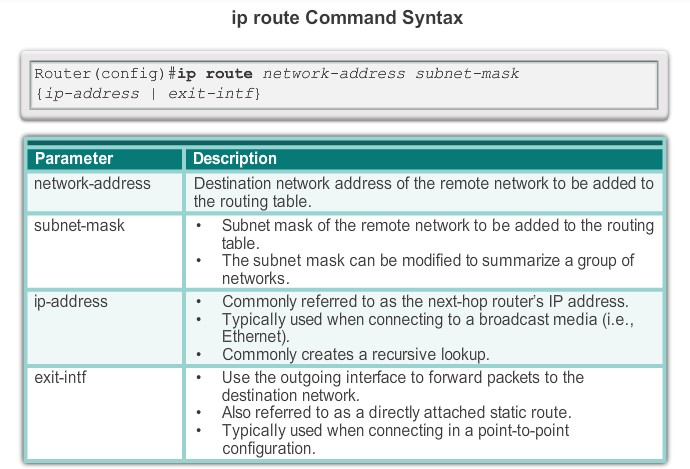 ip route Command Syntax
Router(config)#ip route network-address subnet-mask
{ip-address | exit-intf}
Parameter Description
network-address Destination network address of the remote network to be added to
the routing table.
subnet-mask • Subnet mask of the remote network to be added to the routing
table.
• The subnet mask can be modified to summarize a group of
networks.
ip-address • Commonly referred to as the next-hop router's IP address.
• Typically used when connecting to a broadcast media (i.e.,
Ethernet).
• Commonly creates a recursive lookup.
exit-intf • Use the outgoing interface to forward packets to the
destination network.
• Also referred to as a directly attached static route.
• Typically used when connecting in a point-to-point
configuration.